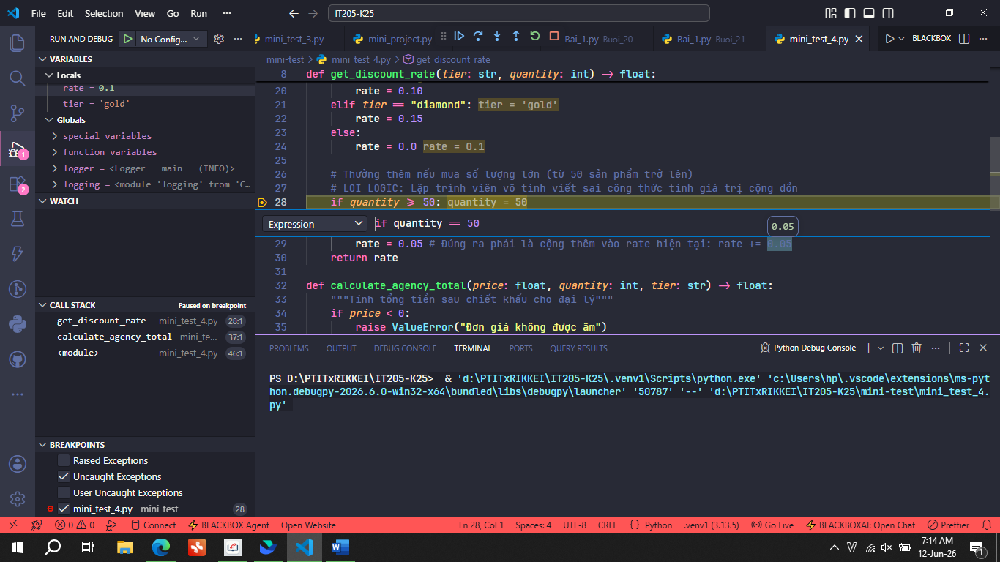 File Edit Selection View Go Run ··· IT205-K25
RUN AND DEBUG No Config... ···
mini_test_3.py mini_project.py Bai_1.py Buoi_20 Bai_1.py Buoi_21 mini_test_4.py BLACKBOX ···
mini-test > mini_test_4.py > get_discount_rate
VARIABLES
Locals
rate = 0.1
tier = 'gold'
Globals
special variables
function variables
logger = <Logger __main__ (INFO)>
logging = <module 'logging' from 'C...
WATCH
CALL STACK Paused on breakpoint
get_discount_rate mini_test_4.py 28:1
calculate_agency_total mini_te... 37:1
<module> mini_test_4.py 46:1
BREAKPOINTS
Raised Exceptions
Uncaught Exceptions
User Uncaught Exceptions
mini_test_4.py mini-test 28
1
2
8 def get_discount_rate(tier: str, quantity: int) → float:
20 rate = 0.10
21 elif tier == "diamond": tier = 'gold'
22 rate = 0.15
23 else:
24 rate = 0.0 rate = 0.1
25
26 # Thưởng thêm nếu mua số lượng lớn (từ 50 sản phẩm trở lên)
27 # LOI LOGIC: Lập trình viên vô tình viết sai công thức tính giá trị cộng dồn
28 if quantity ⩾ 50: quantity = 50
Expression if quantity == 50
0.05
29 rate = 0.05 # Đúng ra phải là cộng thêm vào rate hiện tại: rate += 0.05
30 return rate
31
32 def calculate_agency_total(price: float, quantity: int, tier: str) → float:
33 """Tính tổng tiền sau chiết khấu cho đại lý"""
34 if price < 0:
35 raise ValueError("Đơn giá không được âm")
PROBLEMS OUTPUT DEBUG CONSOLE TERMINAL PORTS QUERY RESULTS Python Debug Console ···
PS D:\PTITxRIKKEI\IT205-K25> & 'd:\PTITxRIKKEI\IT205-K25\.venv1\Scripts\python.exe' 'c:\Users\hp\.vscode\extensions\ms-pyt
hon.debugpy-2026.6.0-win32-x64\bundled\libs\debugpy\launcher' '50787' '--' 'd:\PTITxRIKKEI\IT205-K25\mini-test\mini_test_4.
py'
0 0 Connect BLACKBOX Agent Open Website Ln 28, Col 1 Spaces: 4 UTF-8 CRLF { } Python .venv1 (3.13.5) Go Live BLACKBOXAI: Open Chat Prettier
7:14 AM
12-Jun-26
1